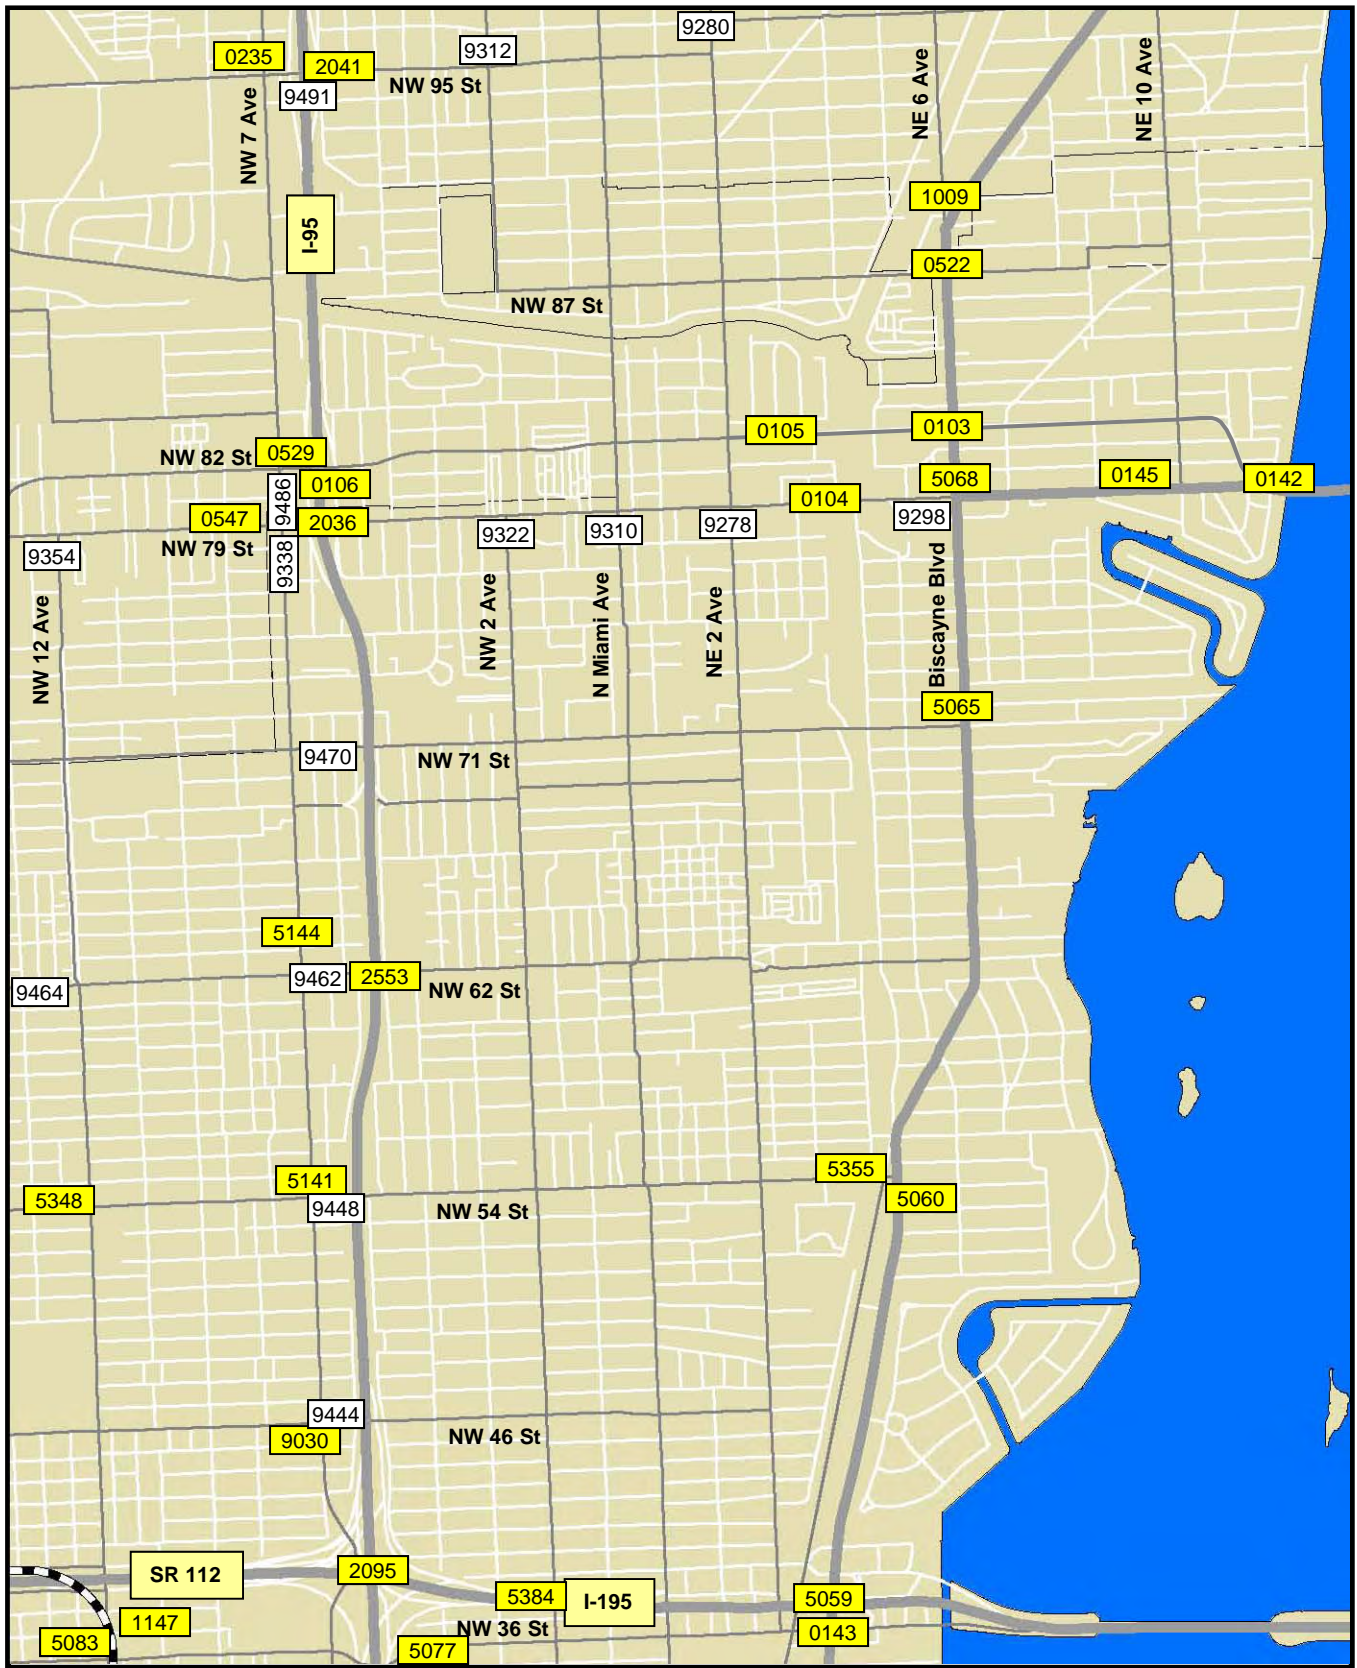 9280
0235
9312
2041
NW 95 St
NE 6 Ave
NE 10 Ave
9491
NW 7 Ave
1009
I-95
0522
NW 87 St
0105
0103
0529
NW 82 St
0106
5068
0145
0142
9486
0104
0547
2036
9298
9322
9310
9278
NW 79 St
9354
9338
NW 12 Ave
NW 2 Ave
N Miami Ave
NE 2 Ave
Biscayne Blvd
5065
9470
NW 71 St
5144
9462
2553
9464
NW 62 St
5355
5141
5348
5060
9448
NW 54 St
9444
9030
NW 46 St
SR 112
2095
5384
I-195
5059
1147
NW 36 St
0143
5083
5077